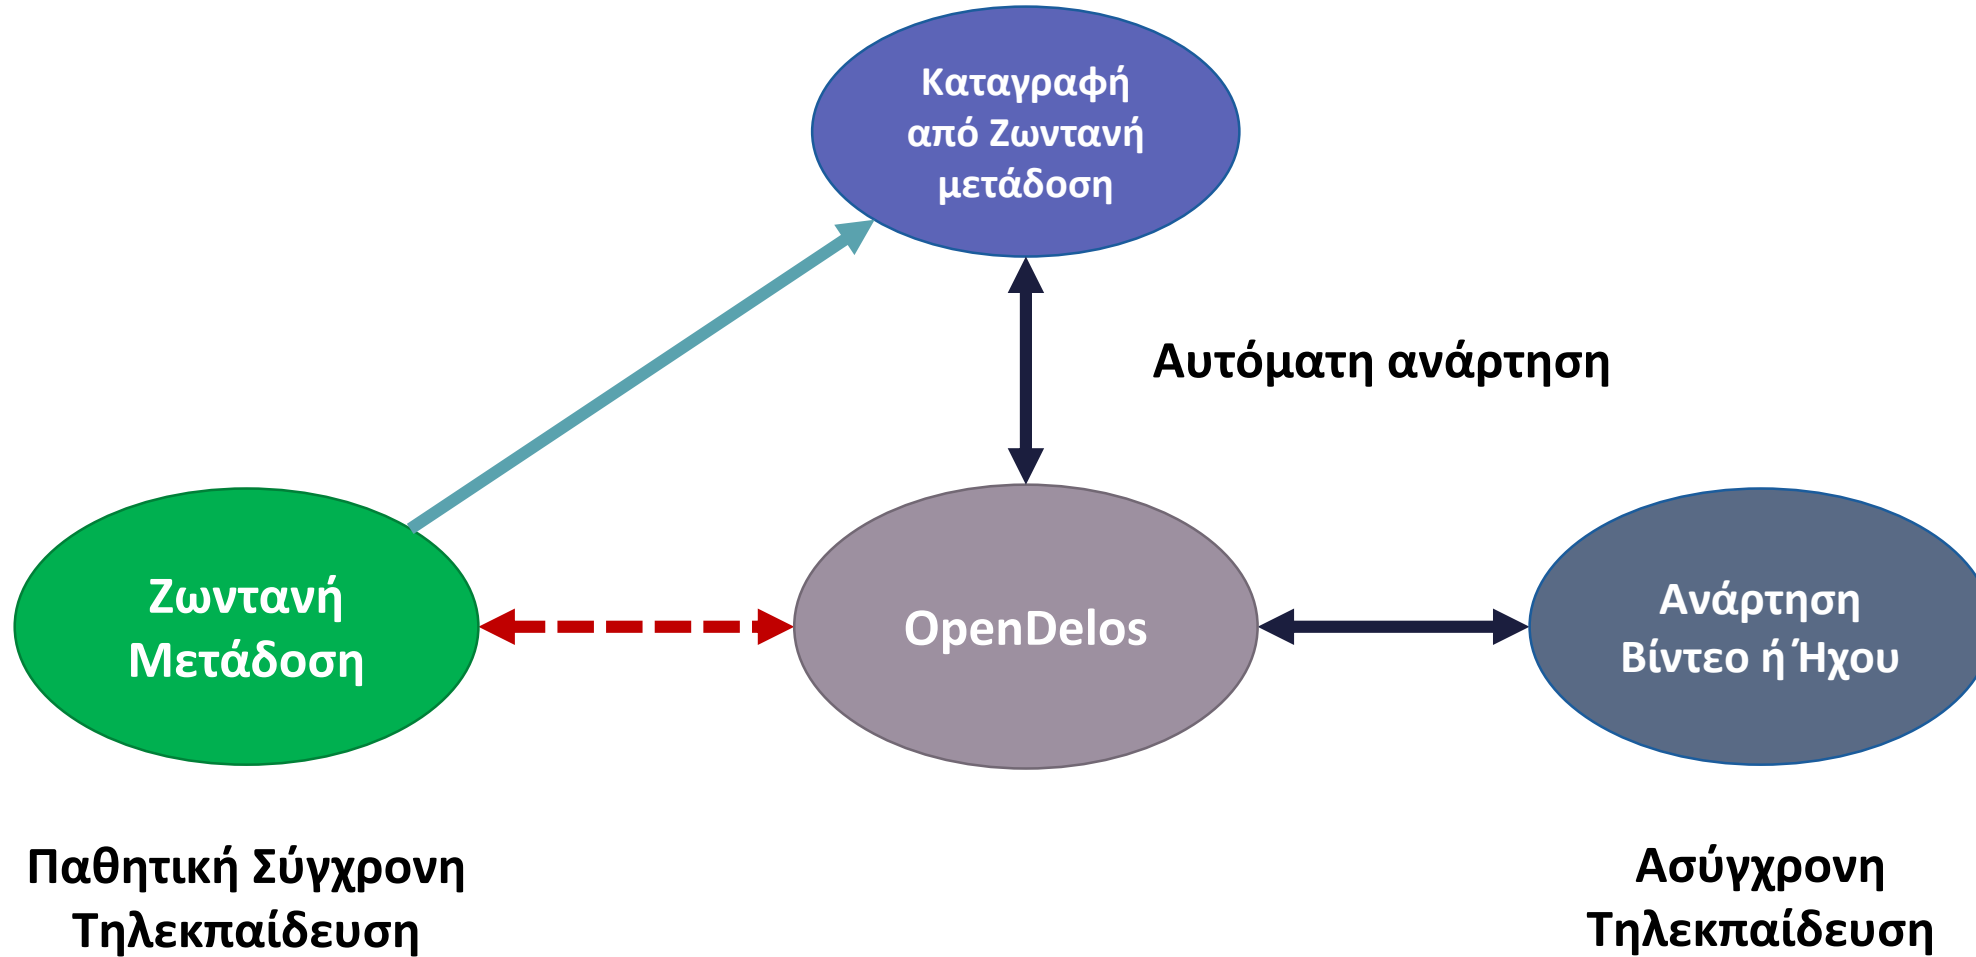 Καταγραφή
από Ζωντανή
μετάδοση
Αυτόματη ανάρτηση
Ζωντανή
Μετάδοση
OpenDelos
Ανάρτηση
Βίντεο ή Ήχου
Παθητική Σύγχρονη
Τηλεκπαίδευση
Ασύγχρονη
Τηλεκπαίδευση